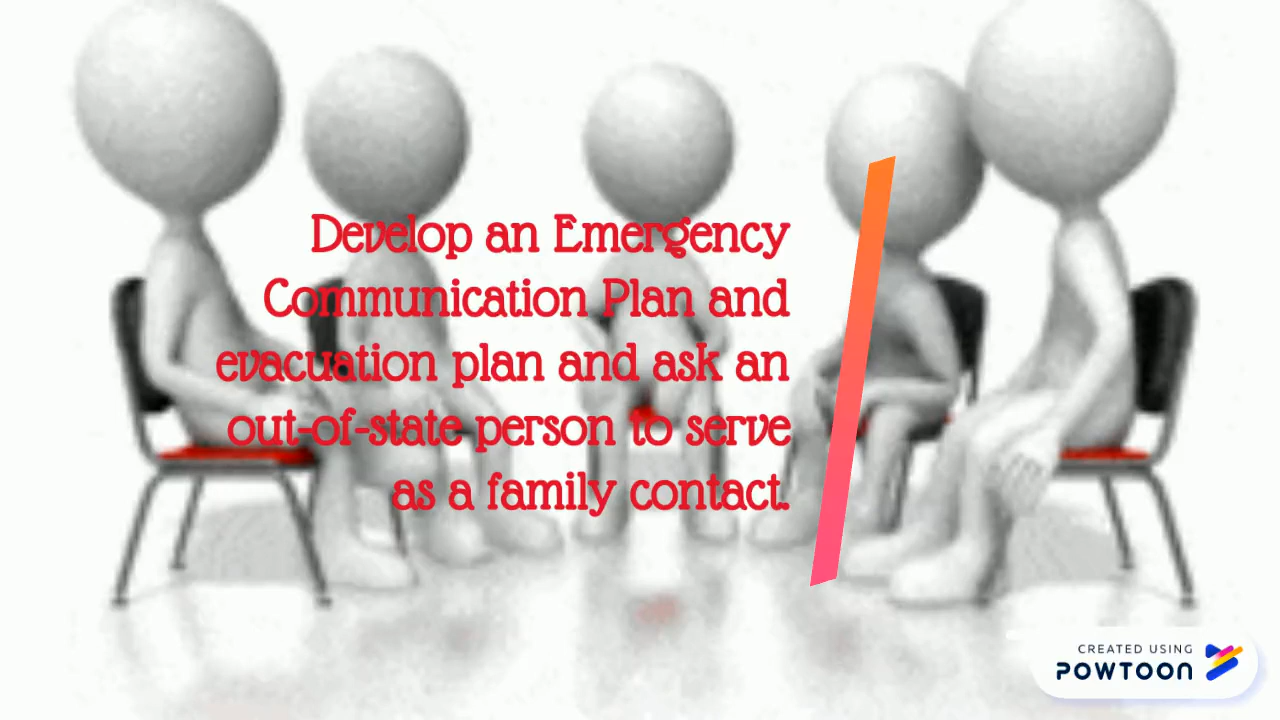 Develop an Emergency
Communication Plan and
evacuation plan and ask an
out-of-state person to serve
as a family contact.
CREATED USING
POWTOON